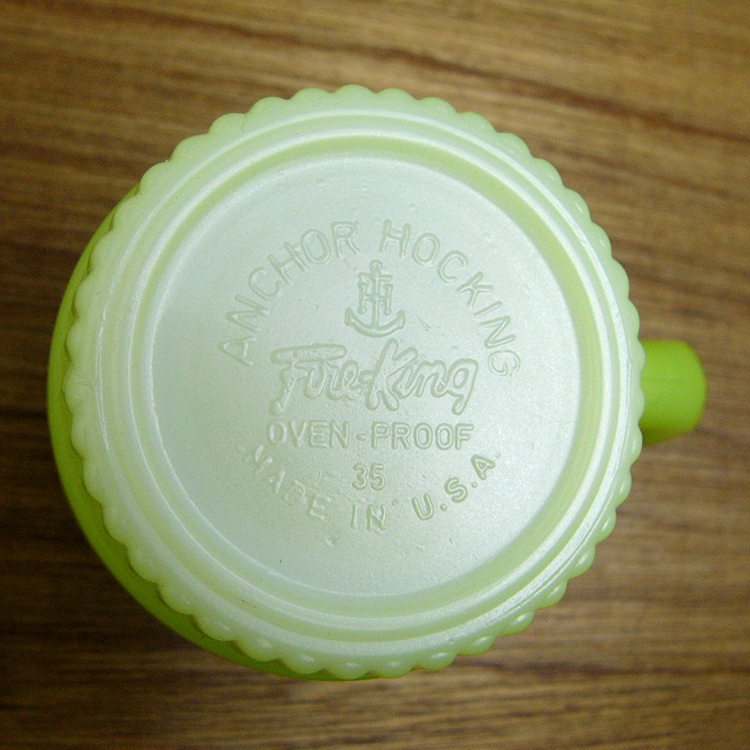 ANCHOR HOCKING
H
Fire-King
OVEN-PROOF
35
MADE IN U.S.A.